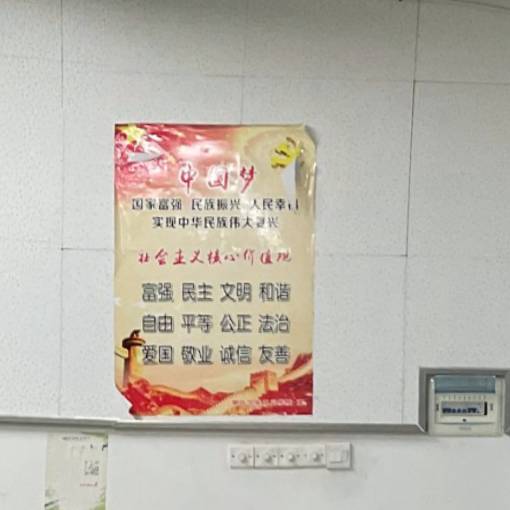 中国梦
国家富强 民族振兴 人民幸
实现中华民族伟大复兴
社会主义核心价值观
富强 民主 文明 和谐
自由 平等 公正 法治
爱国 敬业 诚信 友善